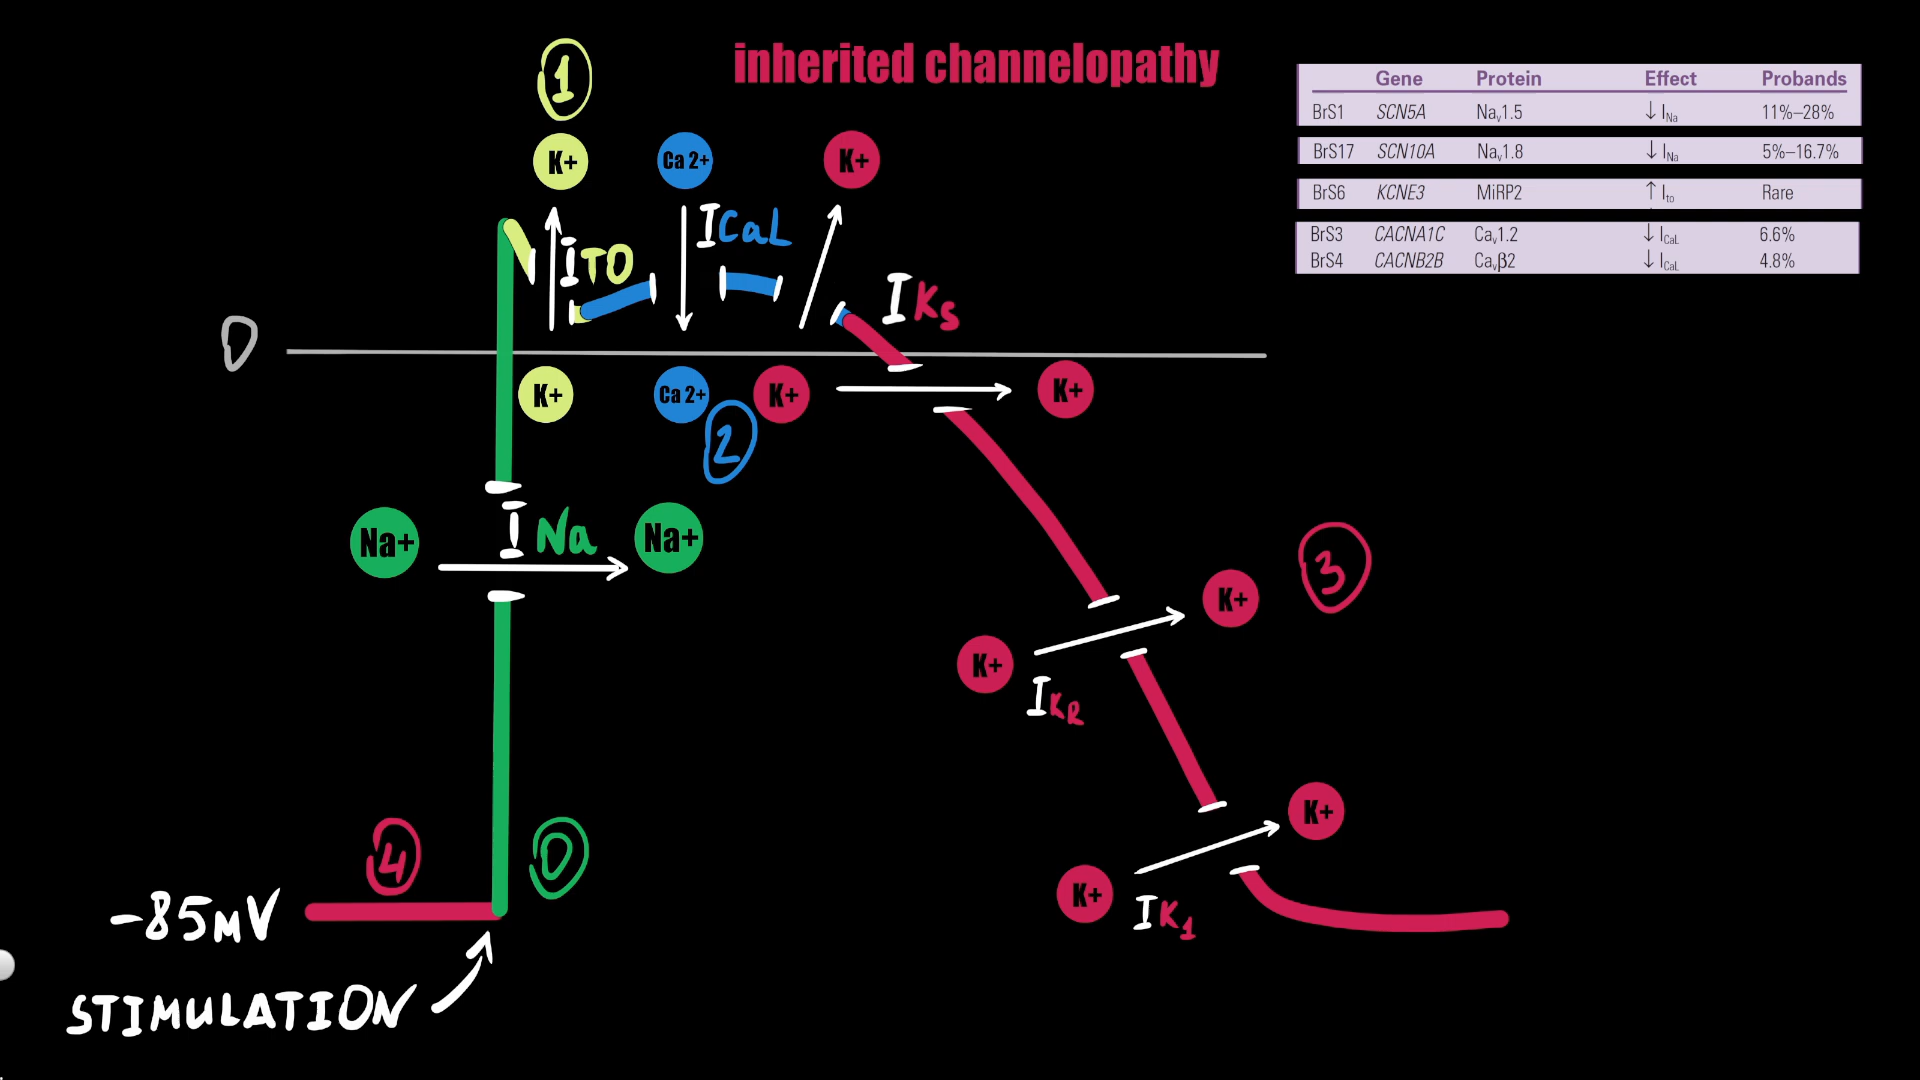 inherited channelopathy
Gene Protein Effect Probands
BrS1 SCN5A Nav1.5 ↓ INa 11%–28%
BrS17 SCN10A Nav1.8 ↓ INa 5%–16.7%
BrS6 KCNE3 MiRP2 ↑ Ito Rare
BrS3 CACNA1C Cav1.2 ↓ ICaL 6.6%
BrS4 CACNB2B Cavβ2 ↓ ICaL 4.8%
1
K+ Ca 2+ K+
ITO ICaL
IKS
0
K+ Ca 2+ K+ K+
2
Na+ INa Na+
3
K+ K+
IKR
K+
4 0
K+
IK1
-85mV
STIMULATION